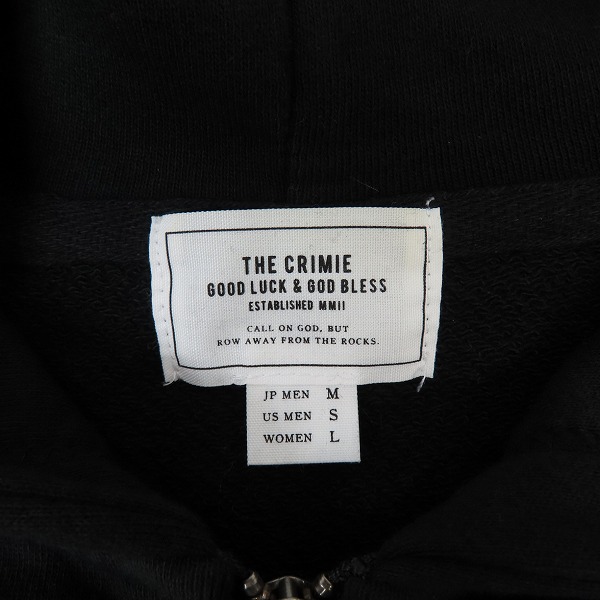 THE CRIMIE
GOOD LUCK & GOD BLESS
ESTABLISHED MMII
CALL ON GOD, BUT
ROW AWAY FROM THE ROCKS.
JP MEN M
US MEN S
WOMEN L